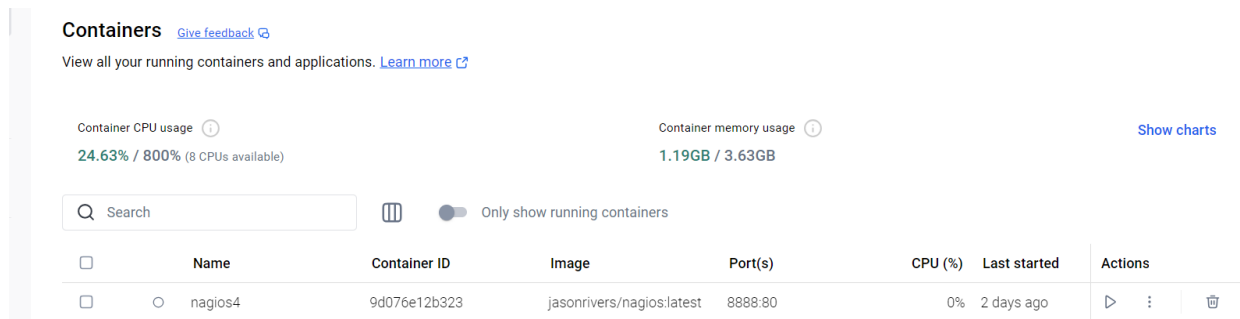 Containers Give feedback
View all your running containers and applications. Learn more
Container CPU usage
Container memory usage
24.63% / 800% (8 CPUs available)
1.19GB / 3.63GB
Show charts
Search
Only show running containers
Name Container ID Image Port(s) CPU (%) Last started Actions
nagios4 9d076e12b323 jasonrivers/nagios:latest 8888:80 0% 2 days ago